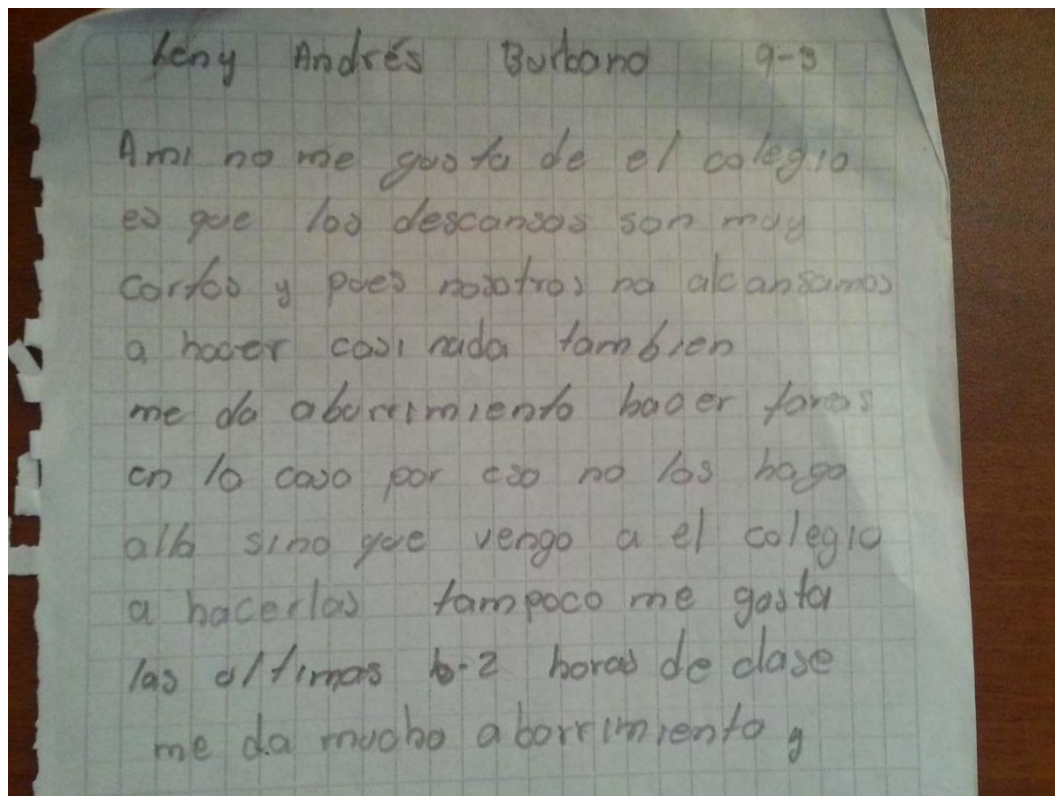 heny Andrés Burbano 9-3
Ami no me gusta de el colegio
es que los descansos son muy
cortos y pues nosotros no alcansamos
a hacer casi nada tambien
me da aburrimiento hacer
en la casa por eso no las hago
alla sino que vengo a el colegio
a hacerlas tampoco me gusta
las ultimas 2 horas de clase
me da mucho aburrimiento y